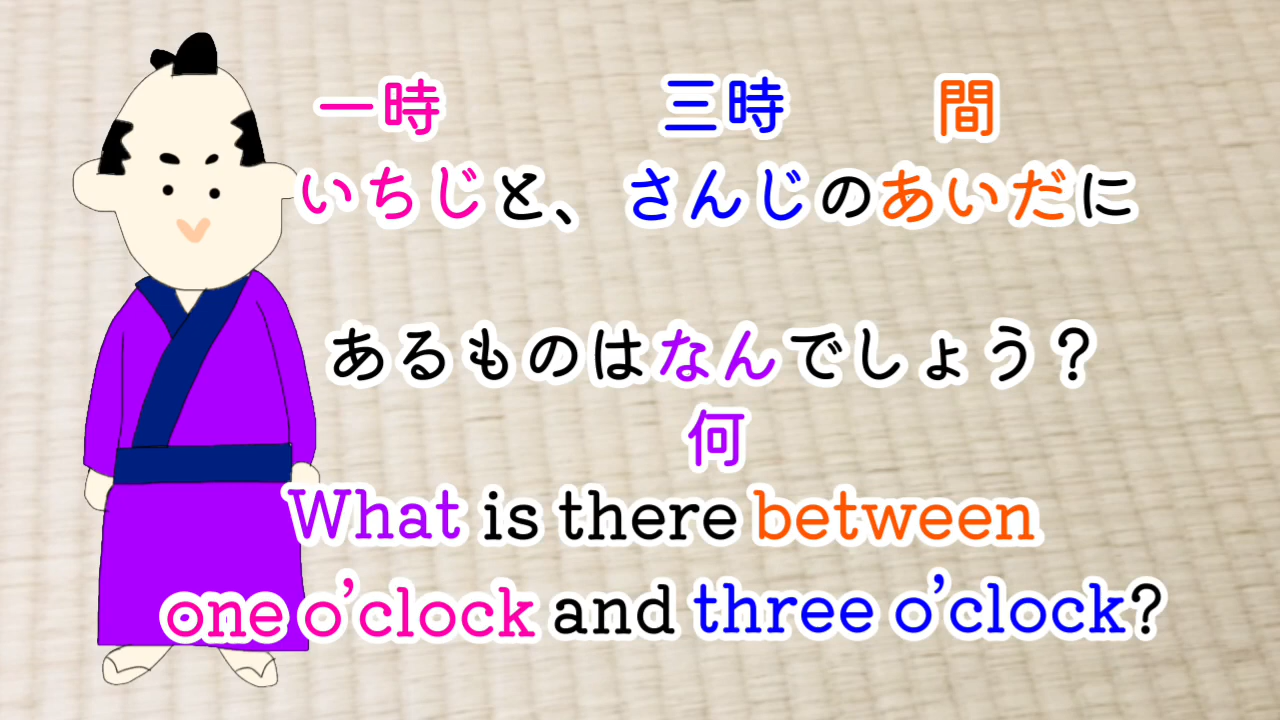 一時 三時 間
いちじと、さんじのあいだに
あるものはなんでしょう？
何
What is there between
one o'clock and three o'clock?